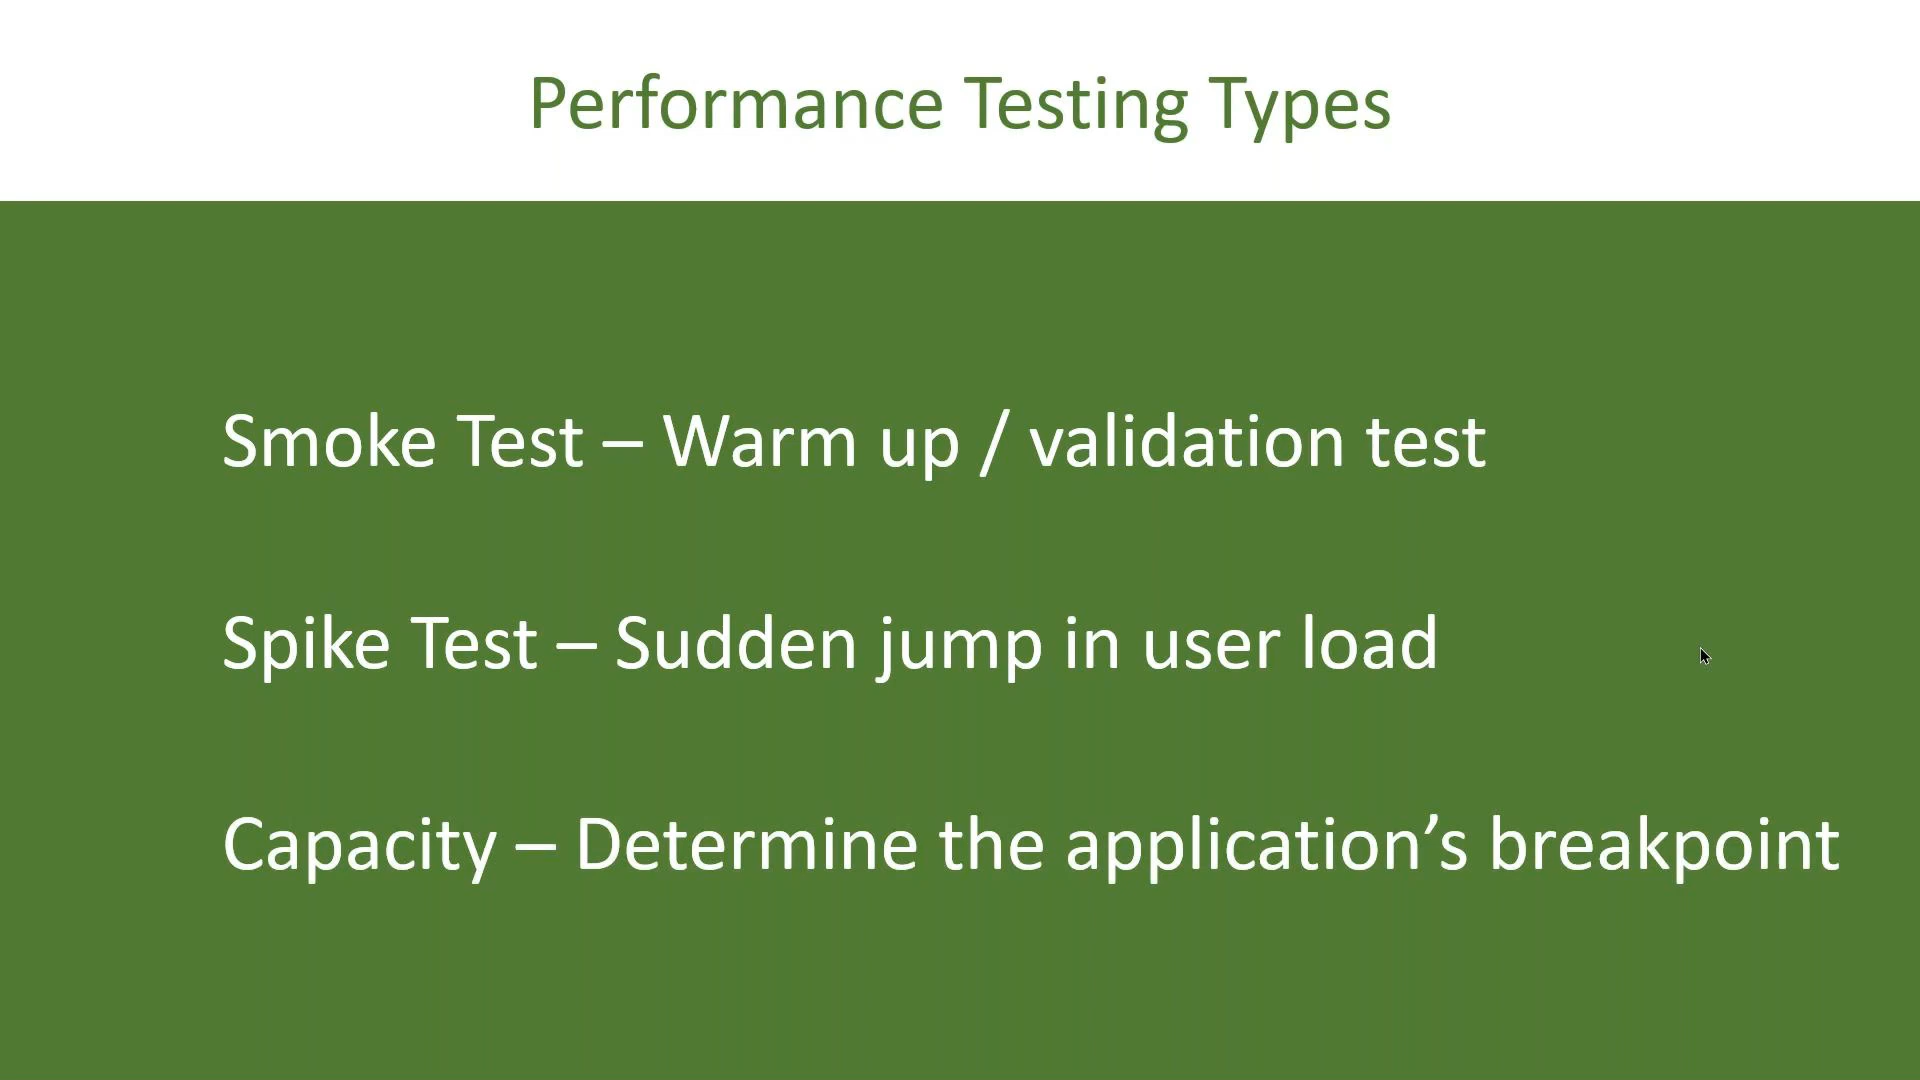 Performance Testing Types
Smoke Test – Warm up / validation test
Spike Test – Sudden jump in user load
Capacity – Determine the application’s breakpoint